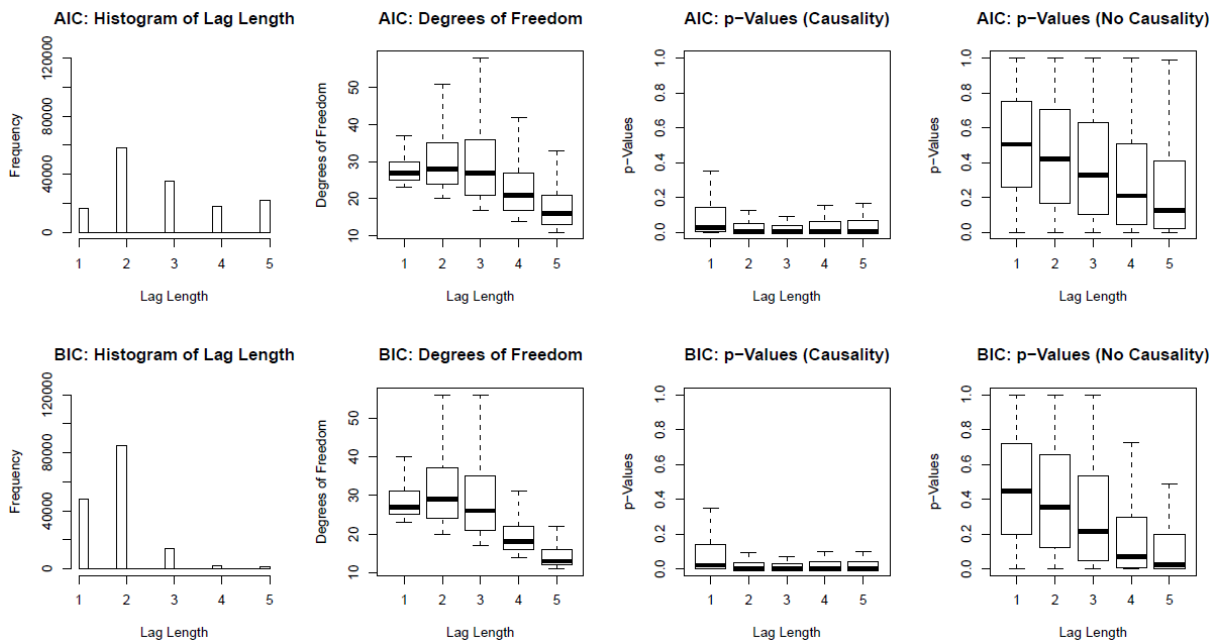 AIC: Histogram of Lag Length
Frequency
0 40000 80000 120000
1 2 3 4 5
Lag Length
AIC: Degrees of Freedom
Degrees of Freedom
10 20 30 40 50
1 2 3 4 5
Lag Length
AIC: p−Values (Causality)
p−Values
0.0 0.2 0.4 0.6 0.8 1.0
1 2 3 4 5
Lag Length
AIC: p−Values (No Causality)
p−Values
0.0 0.2 0.4 0.6 0.8 1.0
1 2 3 4 5
Lag Length
BIC: Histogram of Lag Length
Frequency
0 40000 80000 120000
1 2 3 4 5
Lag Length
BIC: Degrees of Freedom
Degrees of Freedom
10 20 30 40 50
1 2 3 4 5
Lag Length
BIC: p−Values (Causality)
p−Values
0.0 0.2 0.4 0.6 0.8 1.0
1 2 3 4 5
Lag Length
BIC: p−Values (No Causality)
p−Values
0.0 0.2 0.4 0.6 0.8 1.0
1 2 3 4 5
Lag Length